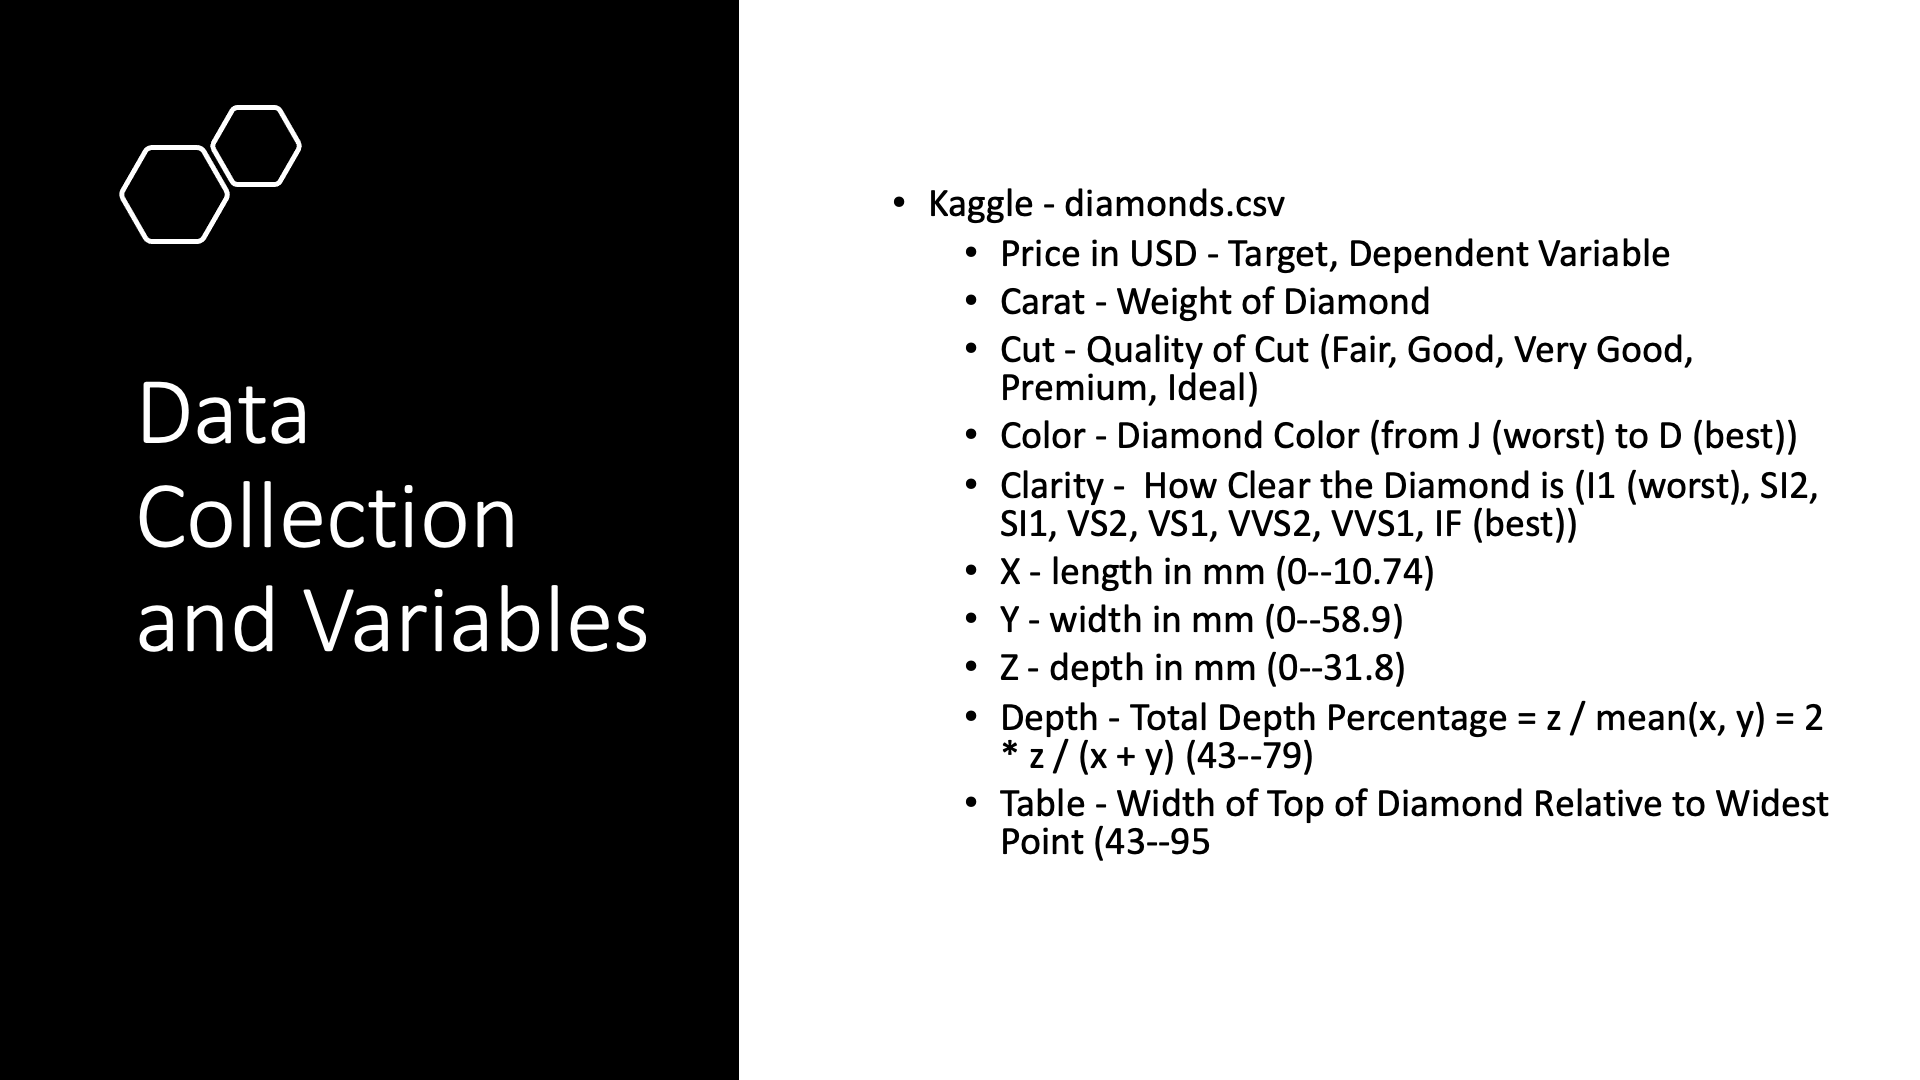 Data
Collection
and Variables
• Kaggle - diamonds.csv
• Price in USD - Target, Dependent Variable
• Carat - Weight of Diamond
• Cut - Quality of Cut (Fair, Good, Very Good,
Premium, Ideal)
• Color - Diamond Color (from J (worst) to D (best))
• Clarity -  How Clear the Diamond is (I1 (worst), SI2,
SI1, VS2, VS1, VVS2, VVS1, IF (best))
• X - length in mm (0--10.74)
• Y - width in mm (0--58.9)
• Z - depth in mm (0--31.8)
• Depth - Total Depth Percentage = z / mean(x, y) = 2
* z / (x + y) (43--79)
• Table - Width of Top of Diamond Relative to Widest
Point (43--95